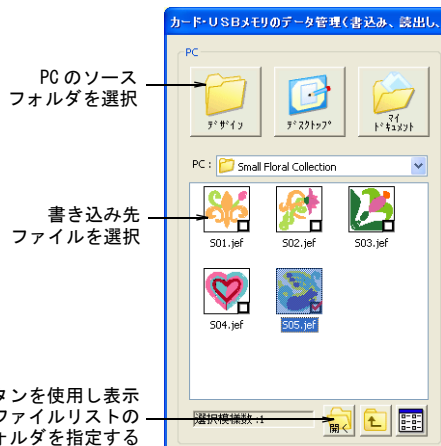 カード・USBメモリのデータ管理(書込み、読出し、
PC
PC のソース
フォルダを選択
デザイン
デスクトップ
マイ
ドキュメント
PC :
Small Floral Collection
書き込み先
ファイルを選択
S01.jef
S02.jef
S03.jef
S04.jef
S05.jef
タンを使用し表示
ファイルリストの
ォルダを指定する
選択模様数 :1
開く